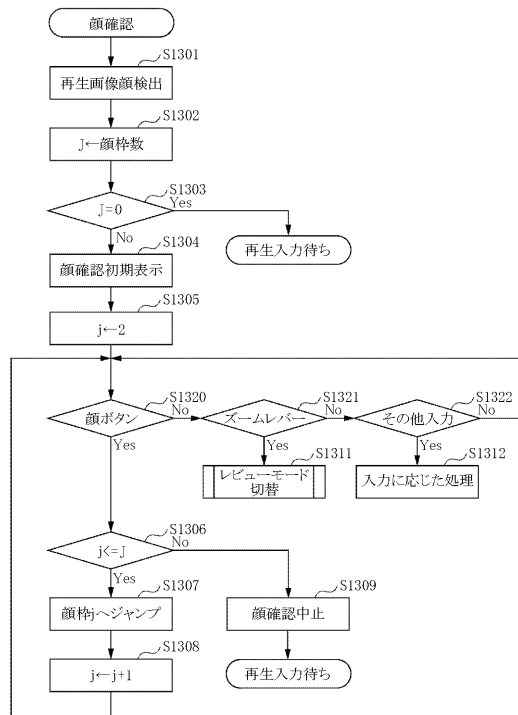 顔確認
S1301
再生画像顔検出
S1302
J←顔枠数
S1303
J=0
Yes
No
再生入力待ち
S1304
顔確認初期表示
S1305
j←2
S1320
顔ボタン
No
Yes
S1321
ズームレバー
No
Yes
S1322
その他入力
No
Yes
S1311
レビューモード
切替
S1312
入力に応じた処理
S1306
j<=J
No
Yes
S1307
顔枠jへジャンプ
S1309
顔確認中止
S1308
j←j+1
再生入力待ち